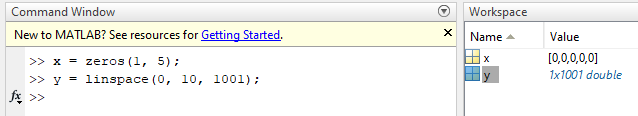 Command Window
New to MATLAB? See resources for Getting Started.
>> x = zeros(1, 5);
>> y = linspace(0, 10, 1001);
fx >>
Workspace
Name Value
x [0,0,0,0,0]
y 1x1001 double